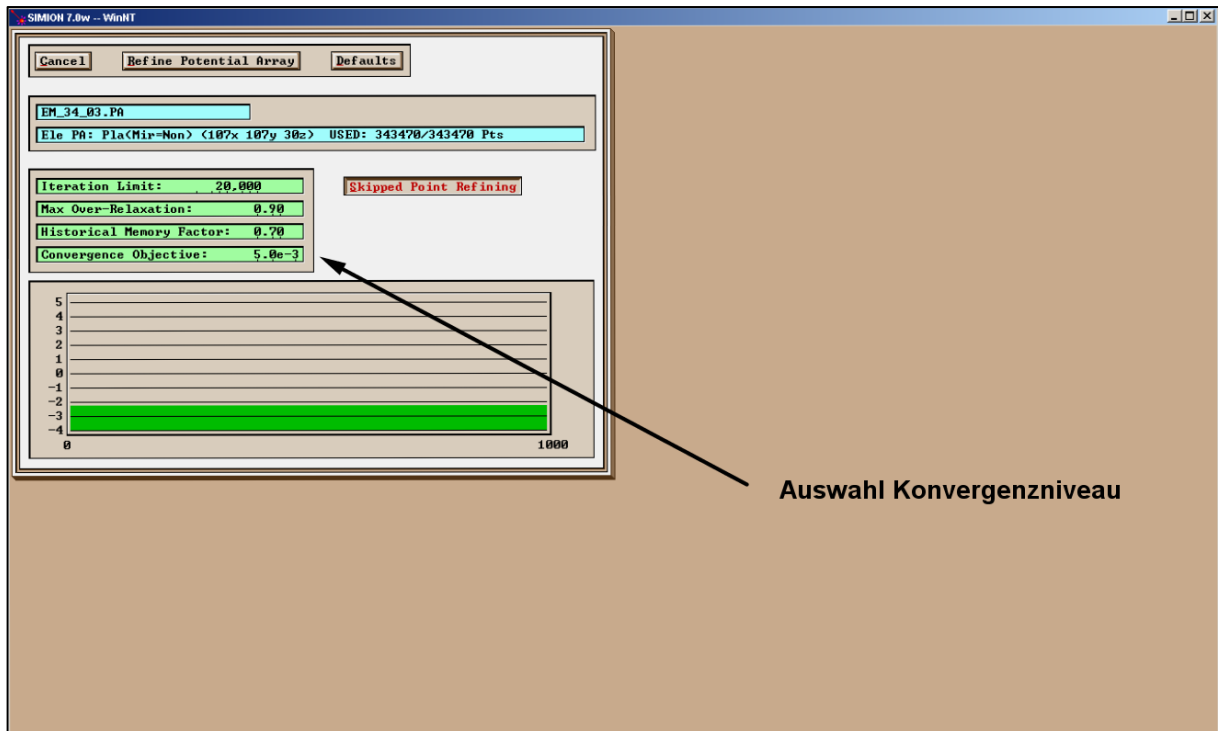 SIMION 7.0w -- WinNT
Cancel Refine Potential Array Defaults
EM_34_03.PA
Ele PA: Pla(Mir=Non) (107x 107y 30z) USED: 343470/343470 Pts
Iteration Limit: 20,000 Skipped Point Refining
Max Over-Relaxation: 0.90
Historical Memory Factor: 0.70
Convergence Objective: 5.0e-3
5
4
3
2
1
0
-1
-2
-3
-4
0 1000
Auswahl Konvergenzniveau